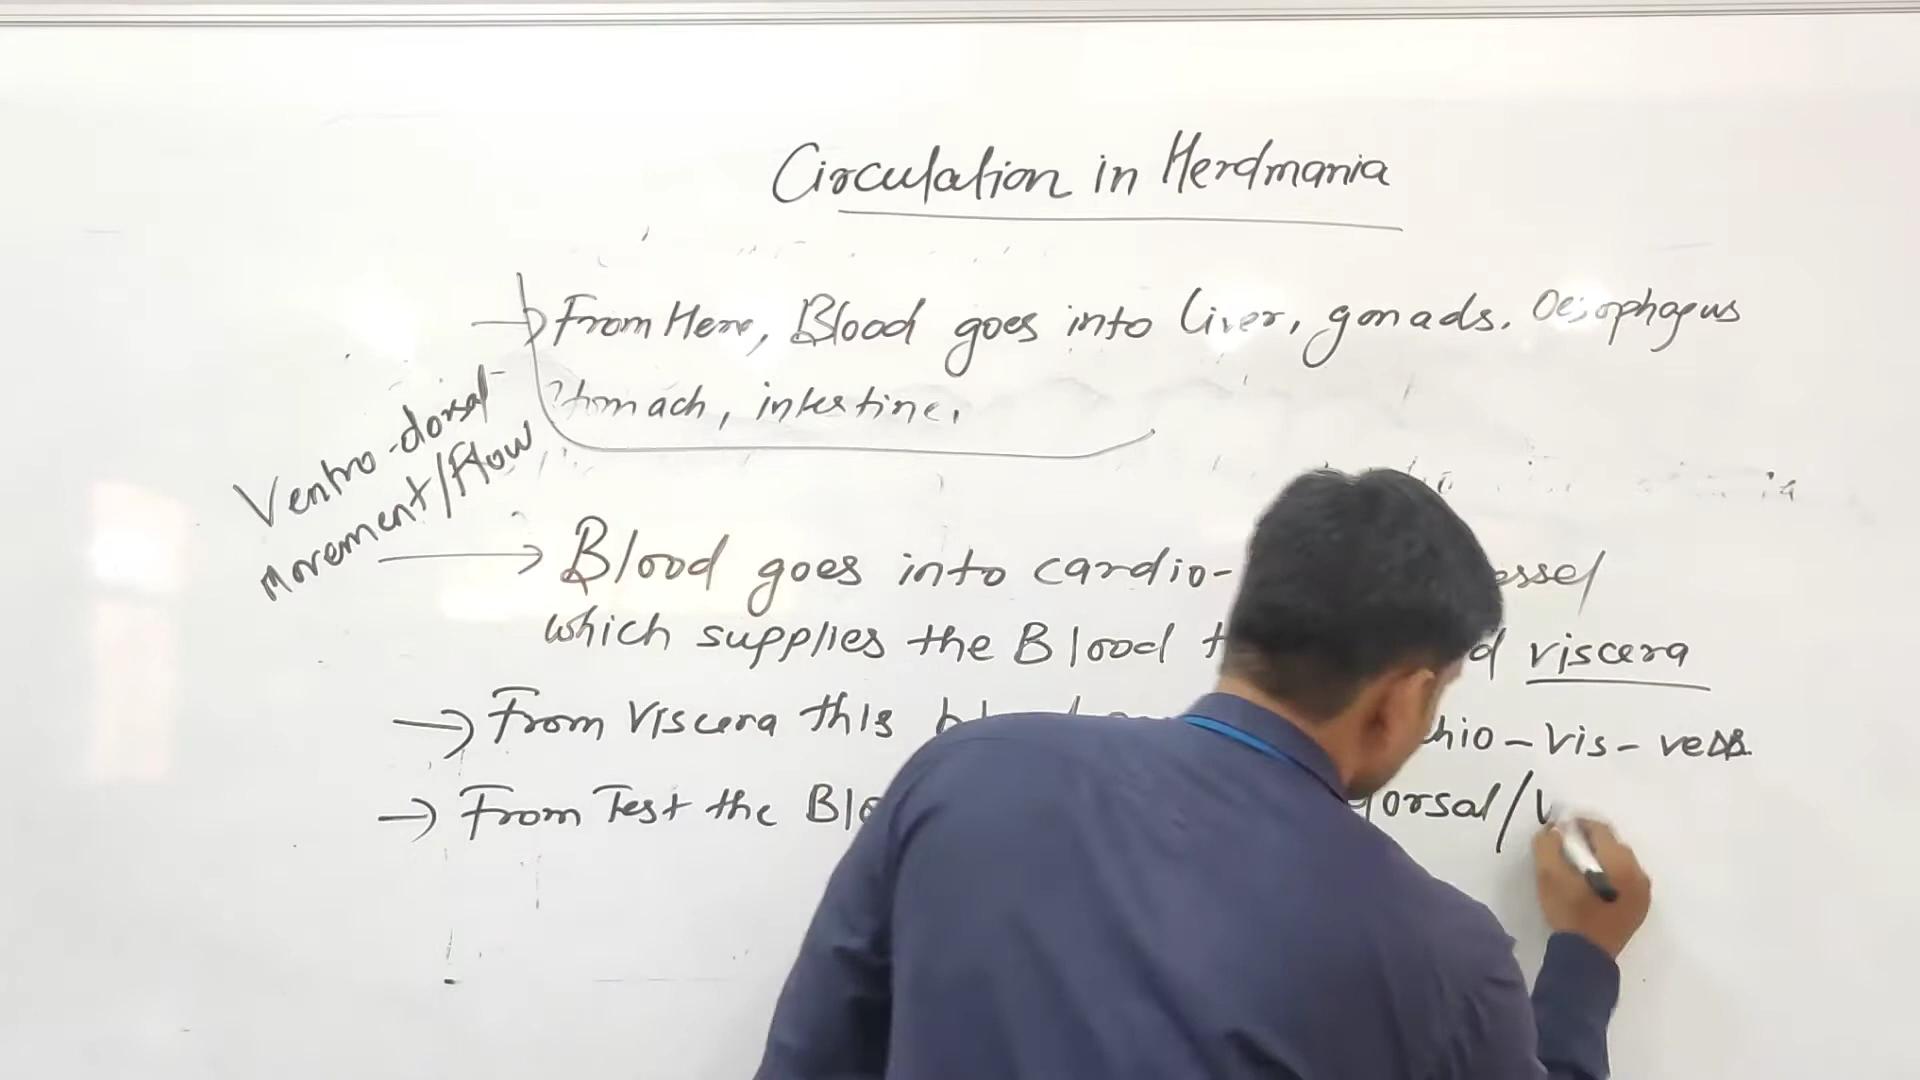 Circulation in Herdmania
From Here, Blood goes into Liver, gonads, Oesophagus
Stomach, intestine.
Ventro-dorsal
Movement/Flow
Blood goes into cardio-
which supplies the Blood viscera
From Viscera this -vis-vess
From Test the dorsal/V